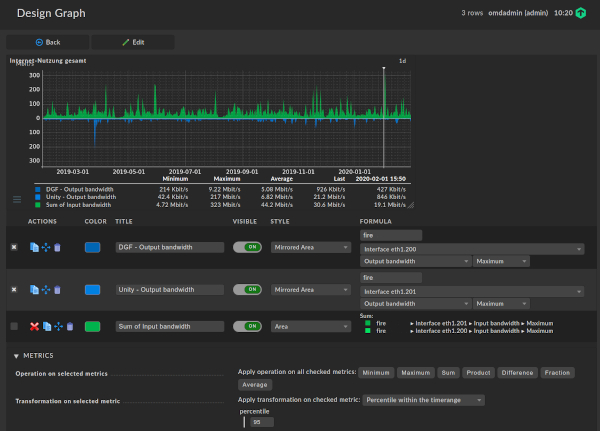 Design Graph
3 rows omdadmin (admin) 10:20
Back
Edit
Internet-Nutzung gesamt 1d
300
200
100
0
100
200
300
2019-03-01 2019-05-01 2019-07-01 2019-09-01 2019-11-01 2020-01-01
Minimum Maximum Average Last 2020-02-01 15:50
DGF - Output bandwidth 214 Kbit/s 9.22 Mbit/s 5.08 Mbit/s 926 Kbit/s 427 Kbit/s
Unity - Output bandwidth 42.4 Kbit/s 217 Mbit/s 6.82 Mbit/s 21.2 Mbit/s 846 Kbit/s
Sum of Input bandwidth 4.72 Mbit/s 323 Mbit/s 44.2 Mbit/s 30.6 Mbit/s 19.1 Mbit/s
ACTIONS COLOR TITLE VISIBLE STYLE FORMULA
fire
DGF - Output bandwidth ON Mirrored Area Interface eth1.200
Output bandwidth Maximum
fire
Unity - Output bandwidth ON Mirrored Area Interface eth1.201
Output bandwidth Maximum
Sum:
Sum of Input bandwidth ON Area fire ▸ Interface eth1.201 ▸ Input bandwidth ▸ Maximum
fire ▸ Interface eth1.200 ▸ Input bandwidth ▸ Maximum
METRICS
Operation on selected metrics Apply operation on all checked metrics: Minimum Maximum Sum Product Difference Fraction
Average
Transformation on selected metric Apply transformation on checked metric: Percentile within the timerange
percentile
95